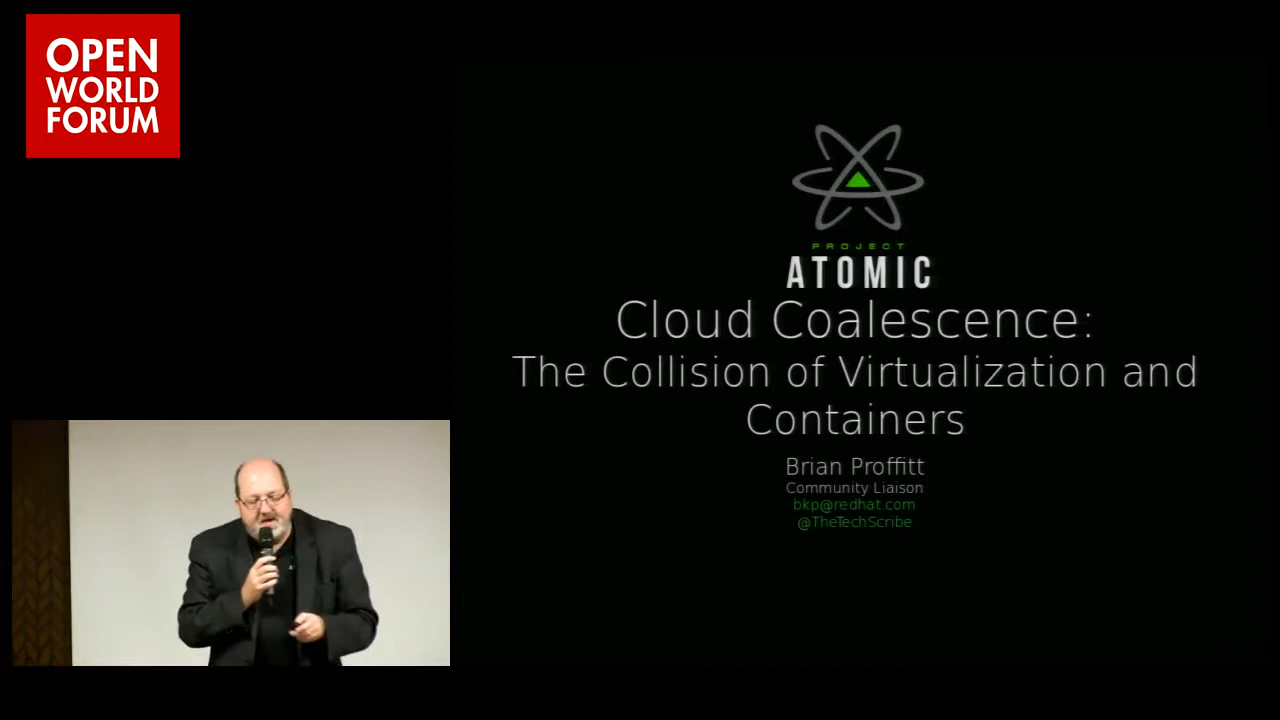 OPEN
WORLD
FORUM
PROJECT
ATOMIC
Cloud Coalescence:
The Collision of Virtualization and
Containers
Brian Proffitt
Community Liaison
bkp@redhat.com
@TheTechScribe